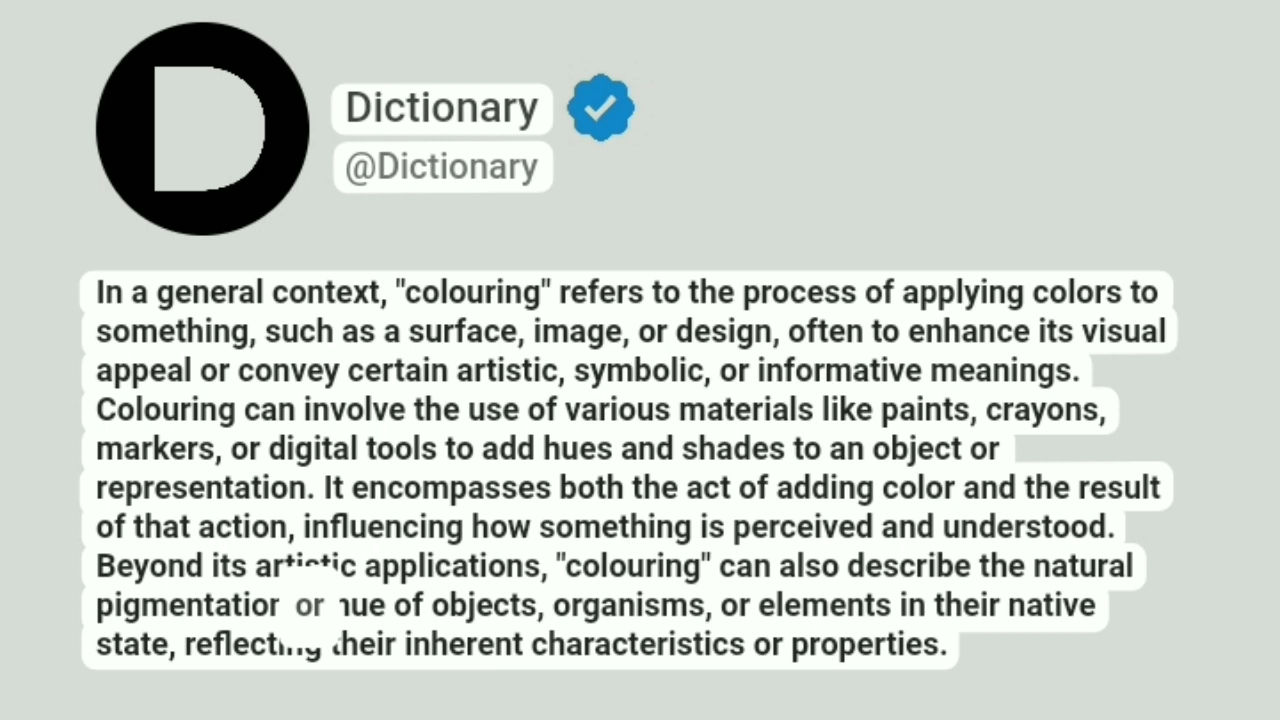 Dictionary
@Dictionary
In a general context, "colouring" refers to the process of applying colors to
something, such as a surface, image, or design, often to enhance its visual
appeal or convey certain artistic, symbolic, or informative meanings.
Colouring can involve the use of various materials like paints, crayons,
markers, or digital tools to add hues and shades to an object or
representation. It encompasses both the act of adding color and the result
of that action, influencing how something is perceived and understood.
Beyond its artistic applications, "colouring" can also describe the natural
pigmentation or hue of objects, organisms, or elements in their native
state, reflecting their inherent characteristics or properties.